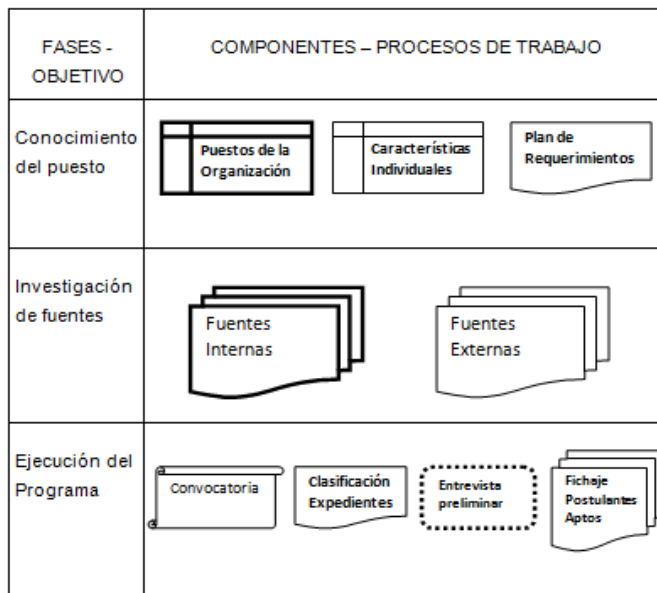 FASES -
OBJETIVO
COMPONENTES – PROCESOS DE TRABAJO
Conocimiento
del puesto
Puestos de la
Organización
Características
Individuales
Plan de
Requerimientos
Investigación
de fuentes
Fuentes
Internas
Fuentes
Externas
Ejecución del
Programa
Convocatoria
Clasificación
Expedientes
Entrevista
preliminar
Fichaje
Postulantes
Aptos